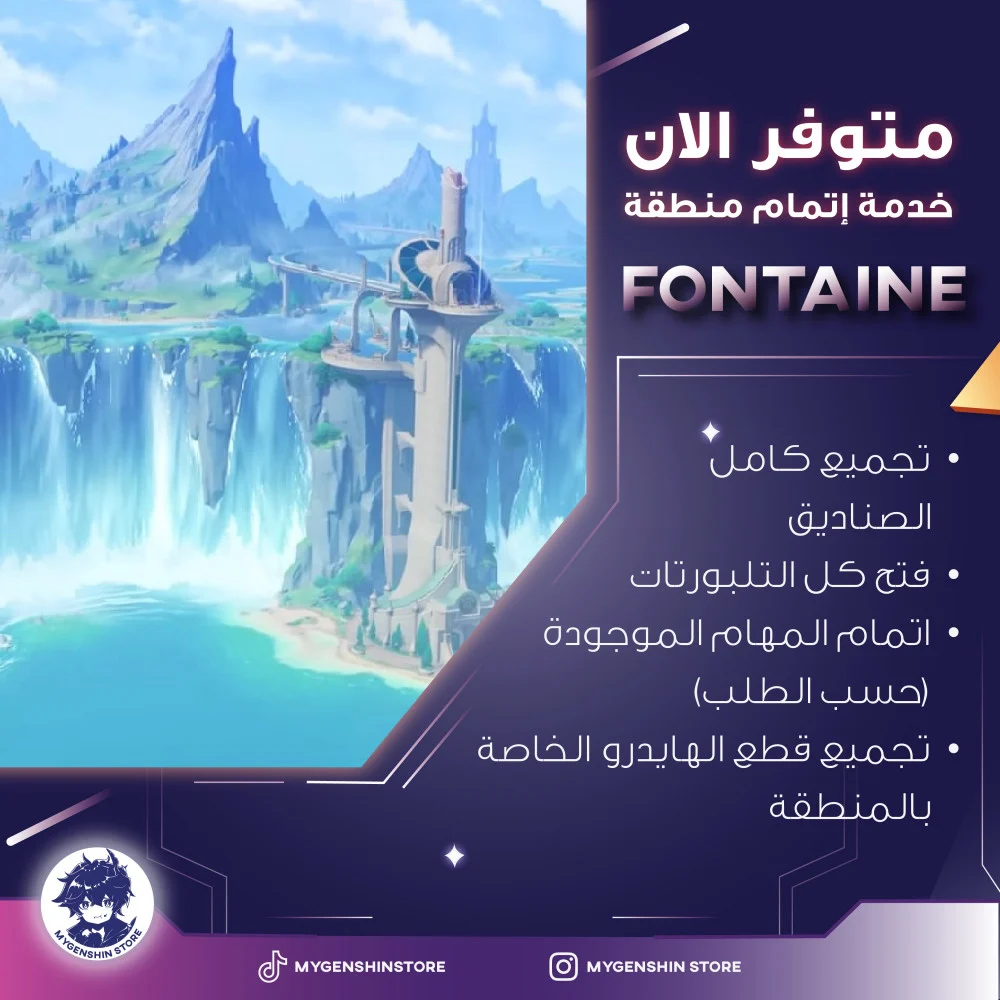 متوفر الان
خدمة إتمام منطقة
FONTAINE
• تجميع كامل
الصناديق
• فتح كل التلبورتات
• اتمام المهام الموجودة
(حسب الطلب)
• تجميع قطع الهايدرو الخاصة
بالمنطقة
MYGENSHIN STORE
MYGENSHINSTORE
MYGENSHIN STORE